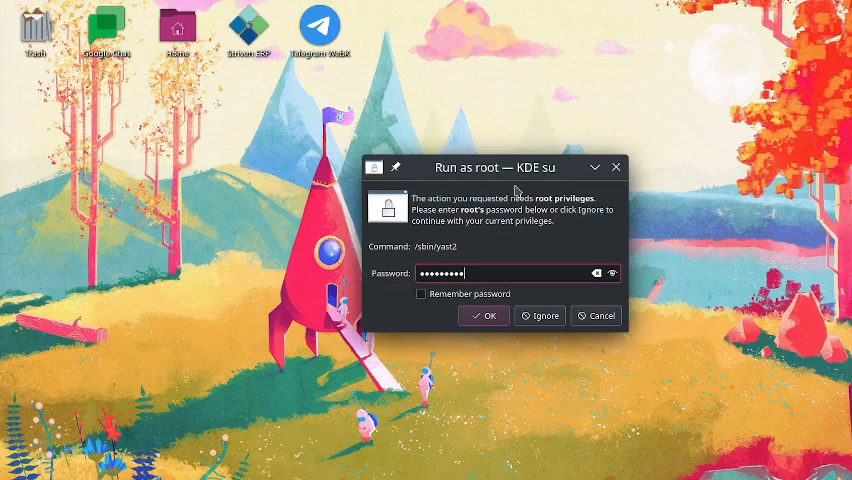 Trash
Google Chat
Home
Striven ERP
Telegram WebK
Run as root — KDE su
The action you requested needs root privileges.
Please enter root's password below or click Ignore to
continue with your current privileges.
Command: /sbin/yast2
Password: •••••••••
Remember password
OK
Ignore
Cancel